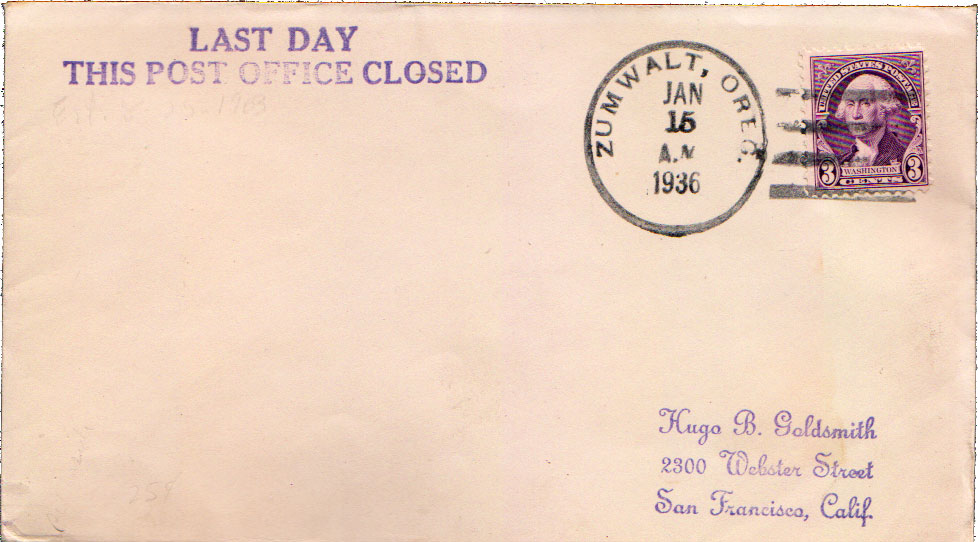 LAST DAY
THIS POST OFFICE CLOSED
ZUMWALT, OREG.
JAN
15
A.M.
1936
UNITED STATES POSTAGE
3 WASHINGTON 3
CENTS
Hugo B. Goldsmith
2300 Webster Street
San Francisco, Calif.